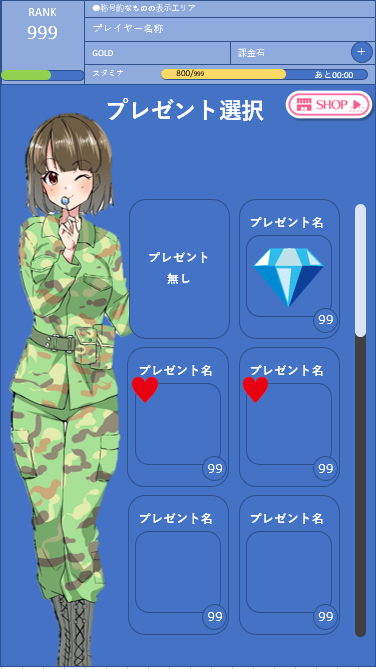 RANK
999
●称号的なものの表示エリア
プレイヤー名称
GOLD
課金石
+
スタミナ
800/999
あと00:00
プレゼント選択
SHOP
プレゼント
無し
プレゼント名
99
プレゼント名
99
プレゼント名
99
プレゼント名
99
プレゼント名
99